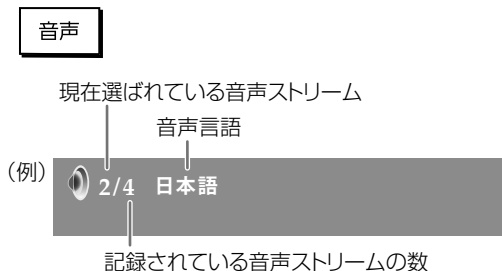 音声
現在選ばれている音声ストリーム
音声言語
(例)
2/4 日本語
記録されている音声ストリームの数